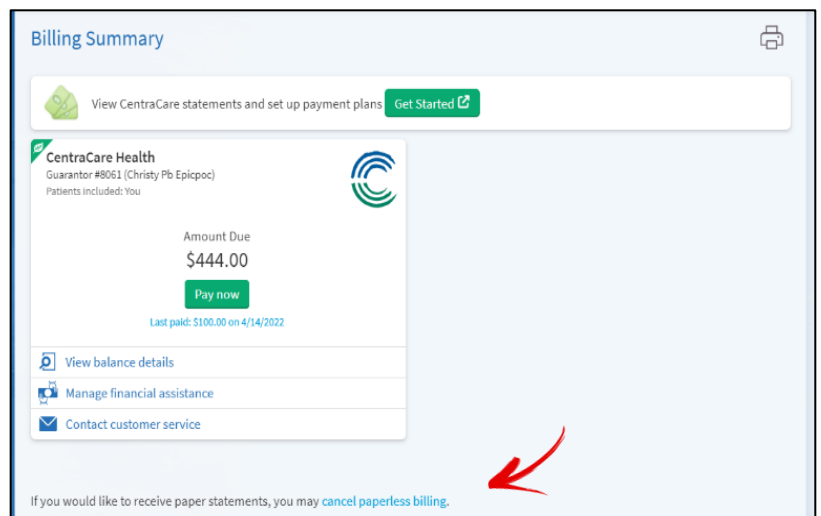 Billing Summary
View CentraCare statements and set up payment plans Get Started
CentraCare Health
Guarantor #8061 (Christy Pb Epicpoc)
Patients included: You
Amount Due
$444.00
Pay now
Last paid: $100.00 on 4/14/2022
View balance details
Manage financial assistance
Contact customer service
If you would like to receive paper statements, you may cancel paperless billing.